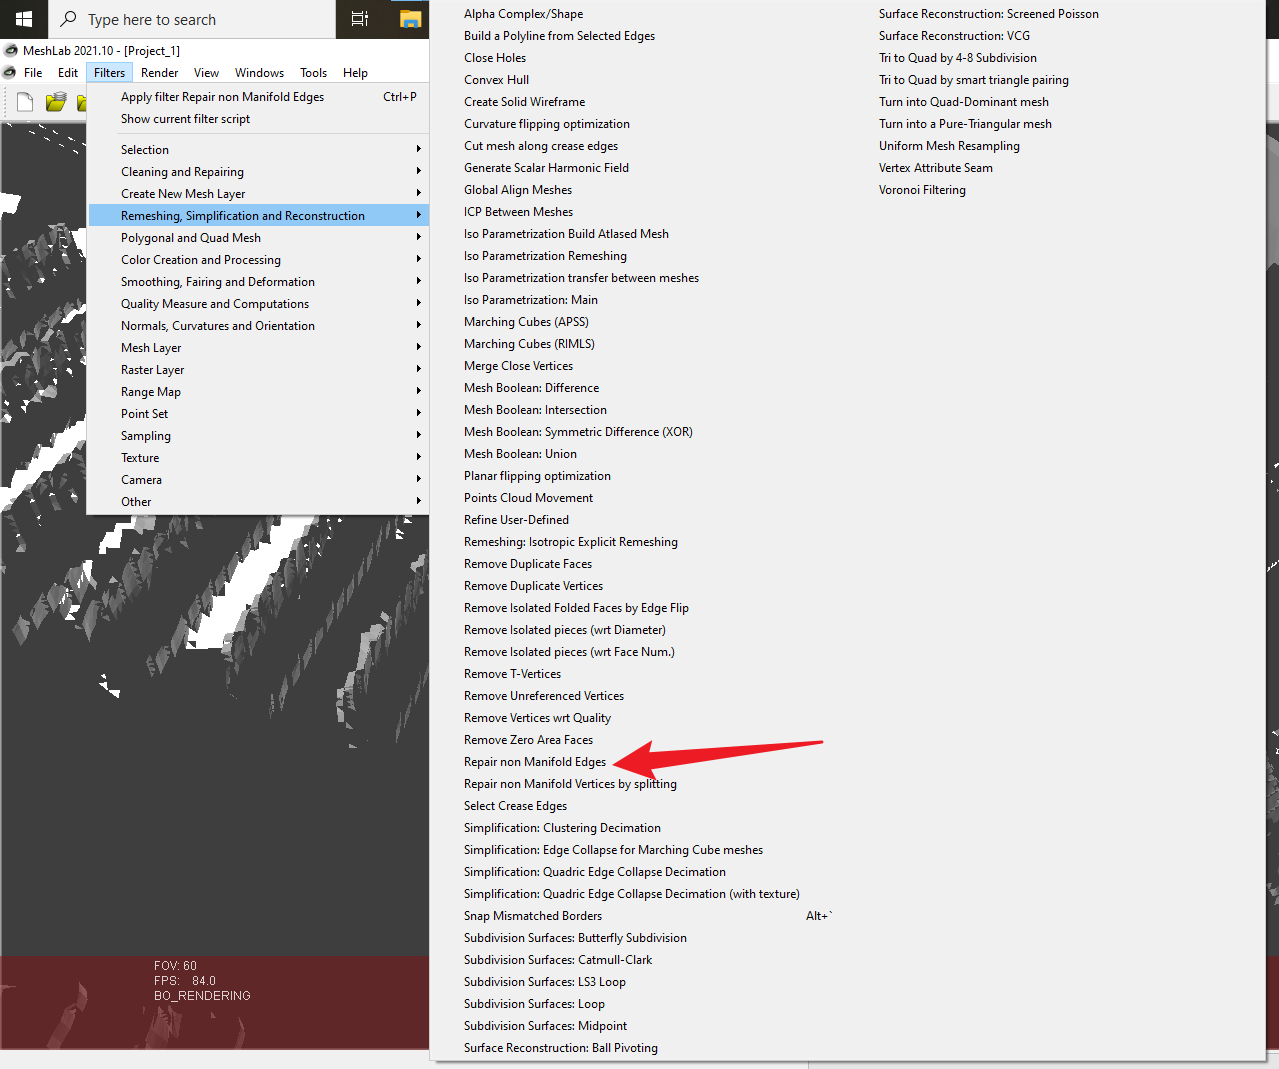 Type here to search
MeshLab 2021.10 - [Project_1]
File Edit Filters Render View Windows Tools Help
Apply filter Repair non Manifold Edges Ctrl+P
Show current filter script
Selection
Cleaning and Repairing
Create New Mesh Layer
Remeshing, Simplification and Reconstruction
Polygonal and Quad Mesh
Color Creation and Processing
Smoothing, Fairing and Deformation
Quality Measure and Computations
Normals, Curvatures and Orientation
Mesh Layer
Raster Layer
Range Map
Point Set
Sampling
Texture
Camera
Other
Alpha Complex/Shape
Build a Polyline from Selected Edges
Close Holes
Convex Hull
Create Solid Wireframe
Curvature flipping optimization
Cut mesh along crease edges
Generate Scalar Harmonic Field
Global Align Meshes
ICP Between Meshes
Iso Parametrization Build Atlased Mesh
Iso Parametrization Remeshing
Iso Parametrization transfer between meshes
Iso Parametrization: Main
Marching Cubes (APSS)
Marching Cubes (RIMLS)
Merge Close Vertices
Mesh Boolean: Difference
Mesh Boolean: Intersection
Mesh Boolean: Symmetric Difference (XOR)
Mesh Boolean: Union
Planar flipping optimization
Points Cloud Movement
Refine User-Defined
Remeshing: Isotropic Explicit Remeshing
Remove Duplicate Faces
Remove Duplicate Vertices
Remove Isolated Folded Faces by Edge Flip
Remove Isolated pieces (wrt Diameter)
Remove Isolated pieces (wrt Face Num.)
Remove T-Vertices
Remove Unreferenced Vertices
Remove Vertices wrt Quality
Remove Zero Area Faces
Repair non Manifold Edges
Repair non Manifold Vertices by splitting
Select Crease Edges
Simplification: Clustering Decimation
Simplification: Edge Collapse for Marching Cube meshes
Simplification: Quadric Edge Collapse Decimation
Simplification: Quadric Edge Collapse Decimation (with texture)
Snap Mismatched Borders Alt+`
Subdivision Surfaces: Butterfly Subdivision
Subdivision Surfaces: Catmull-Clark
Subdivision Surfaces: LS3 Loop
Subdivision Surfaces: Loop
Subdivision Surfaces: Midpoint
Surface Reconstruction: Ball Pivoting
Surface Reconstruction: Screened Poisson
Surface Reconstruction: VCG
Tri to Quad by 4-8 Subdivision
Tri to Quad by smart triangle pairing
Turn into Quad-Dominant mesh
Turn into a Pure-Triangular mesh
Uniform Mesh Resampling
Vertex Attribute Seam
Voronoi Filtering
FOV: 60
FPS: 84.0
BO_RENDERING